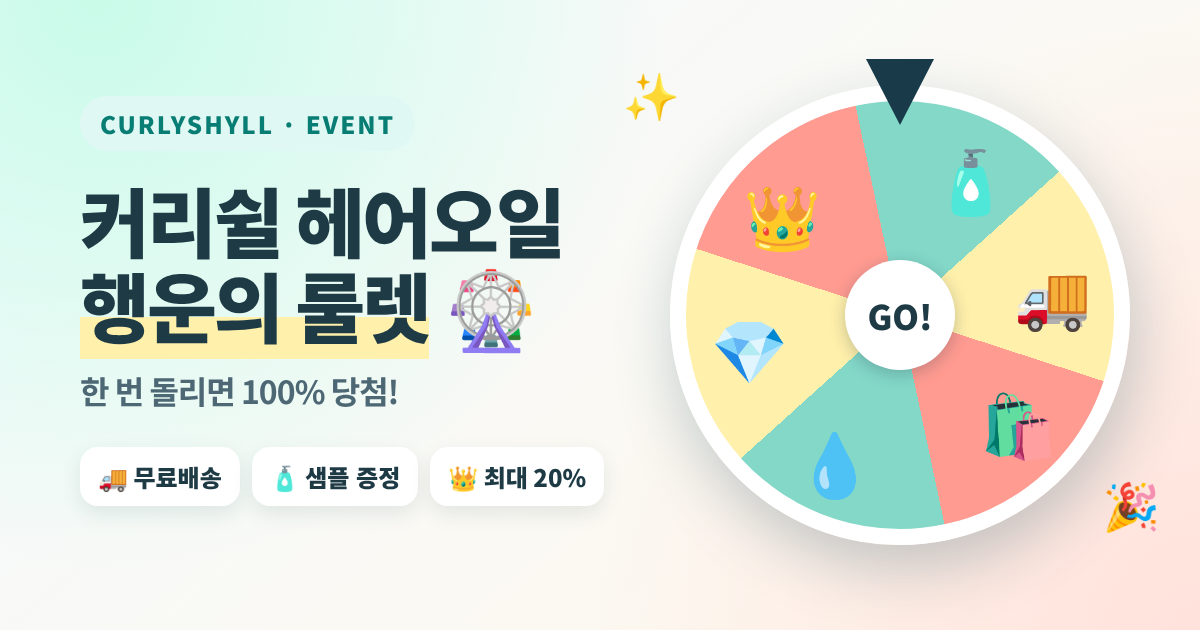 CURLYSHYLL · EVENT
커리쉴 헤어오일
행운의 룰렛
한 번 돌리면 100% 당첨!
무료배송
샘플 증정
최대 20%
GO!